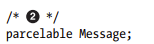 /* ❷ */
parcelable Message;